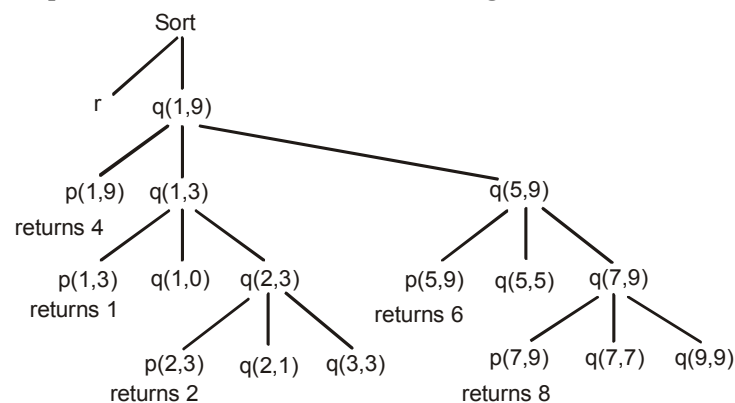 Sort
r q(1,9)
p(1,9) q(1,3) q(5,9)
returns 4
p(1,3) q(1,0) q(2,3) p(5,9) q(5,5) q(7,9)
returns 1 returns 6
p(2,3) q(2,1) q(3,3) p(7,9) q(7,7) q(9,9)
returns 2 returns 8